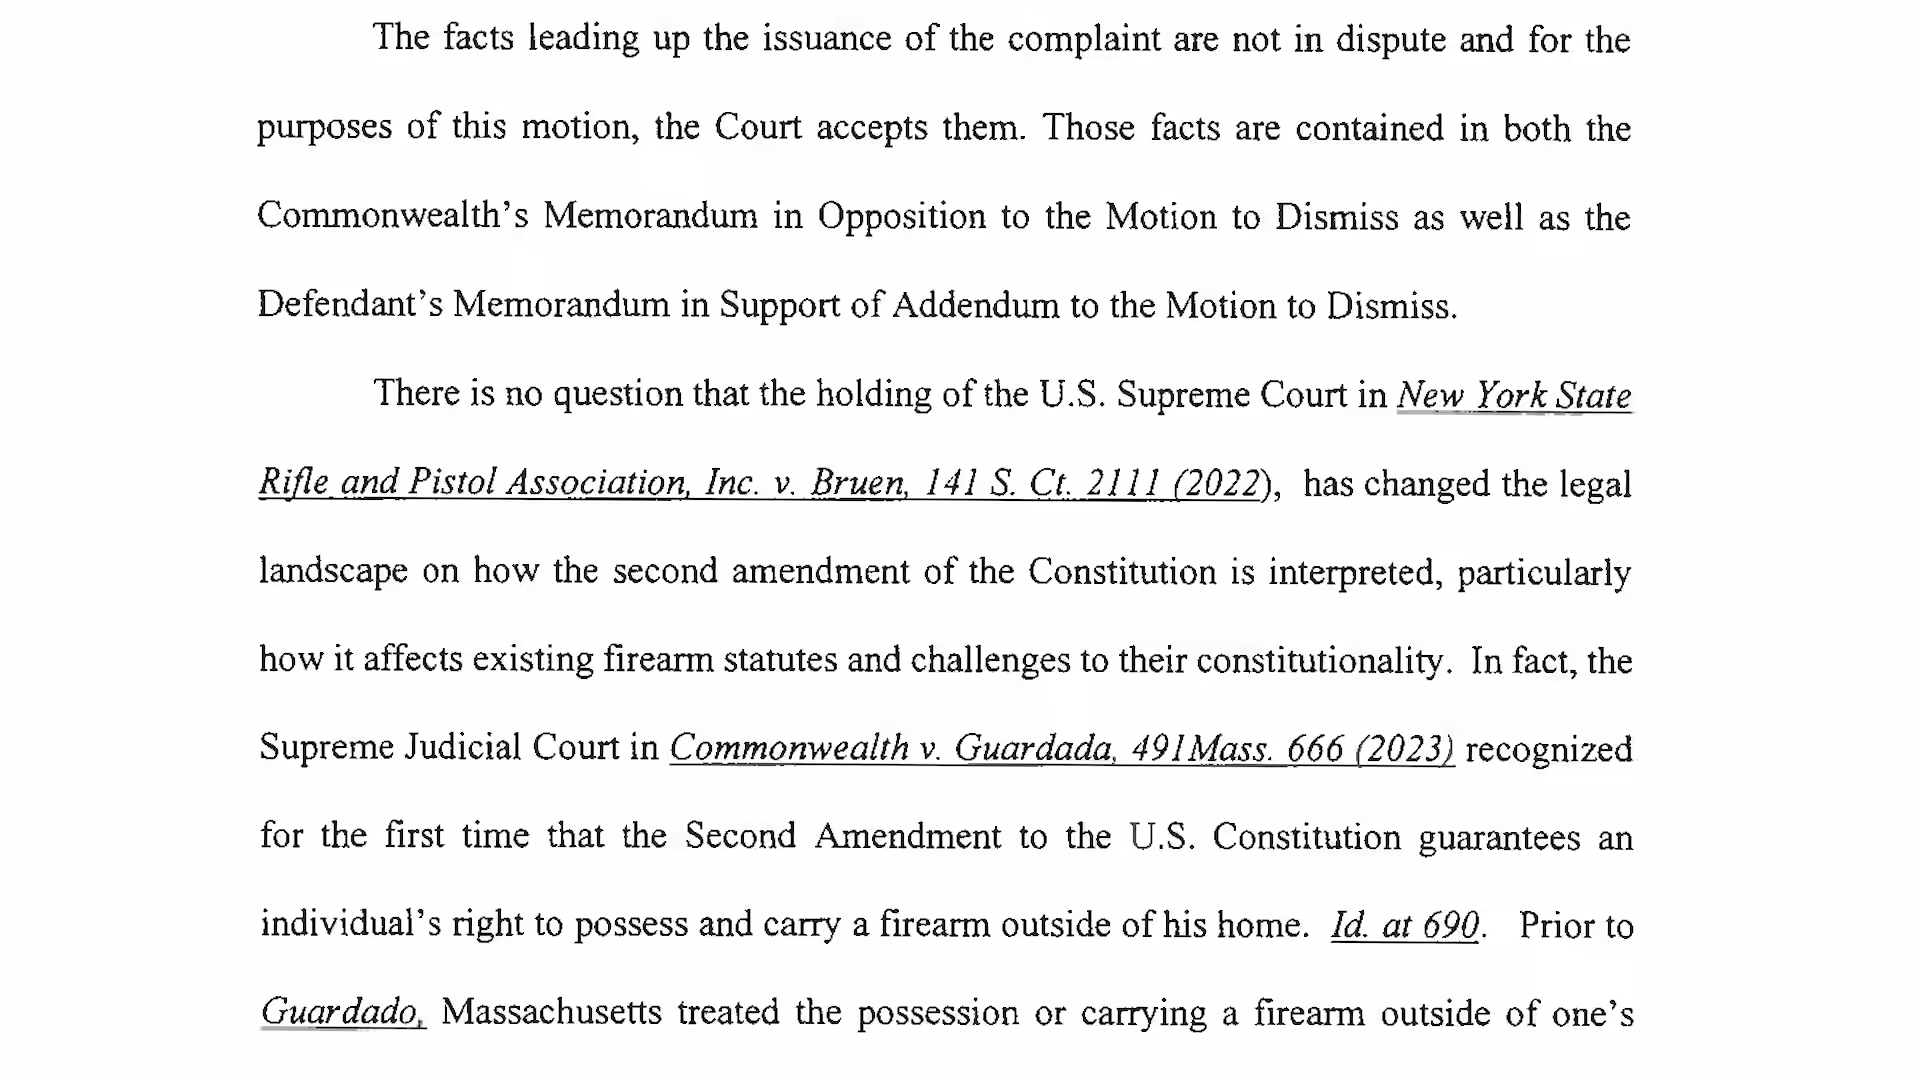 The facts leading up the issuance of the complaint are not in dispute and for the
purposes of this motion, the Court accepts them. Those facts are contained in both the
Commonwealth’s Memorandum in Opposition to the Motion to Dismiss as well as the
Defendant’s Memorandum in Support of Addendum to the Motion to Dismiss.
There is no question that the holding of the U.S. Supreme Court in New York State
Rifle and Pistol Association, Inc. v. Bruen, 141 S. Ct. 2111 (2022), has changed the legal
landscape on how the second amendment of the Constitution is interpreted, particularly
how it affects existing firearm statutes and challenges to their constitutionality. In fact, the
Supreme Judicial Court in Commonwealth v. Guardada, 491Mass. 666 (2023) recognized
for the first time that the Second Amendment to the U.S. Constitution guarantees an
individual’s right to possess and carry a firearm outside of his home. Id. at 690. Prior to
Guardado, Massachusetts treated the possession or carrying a firearm outside of one’s